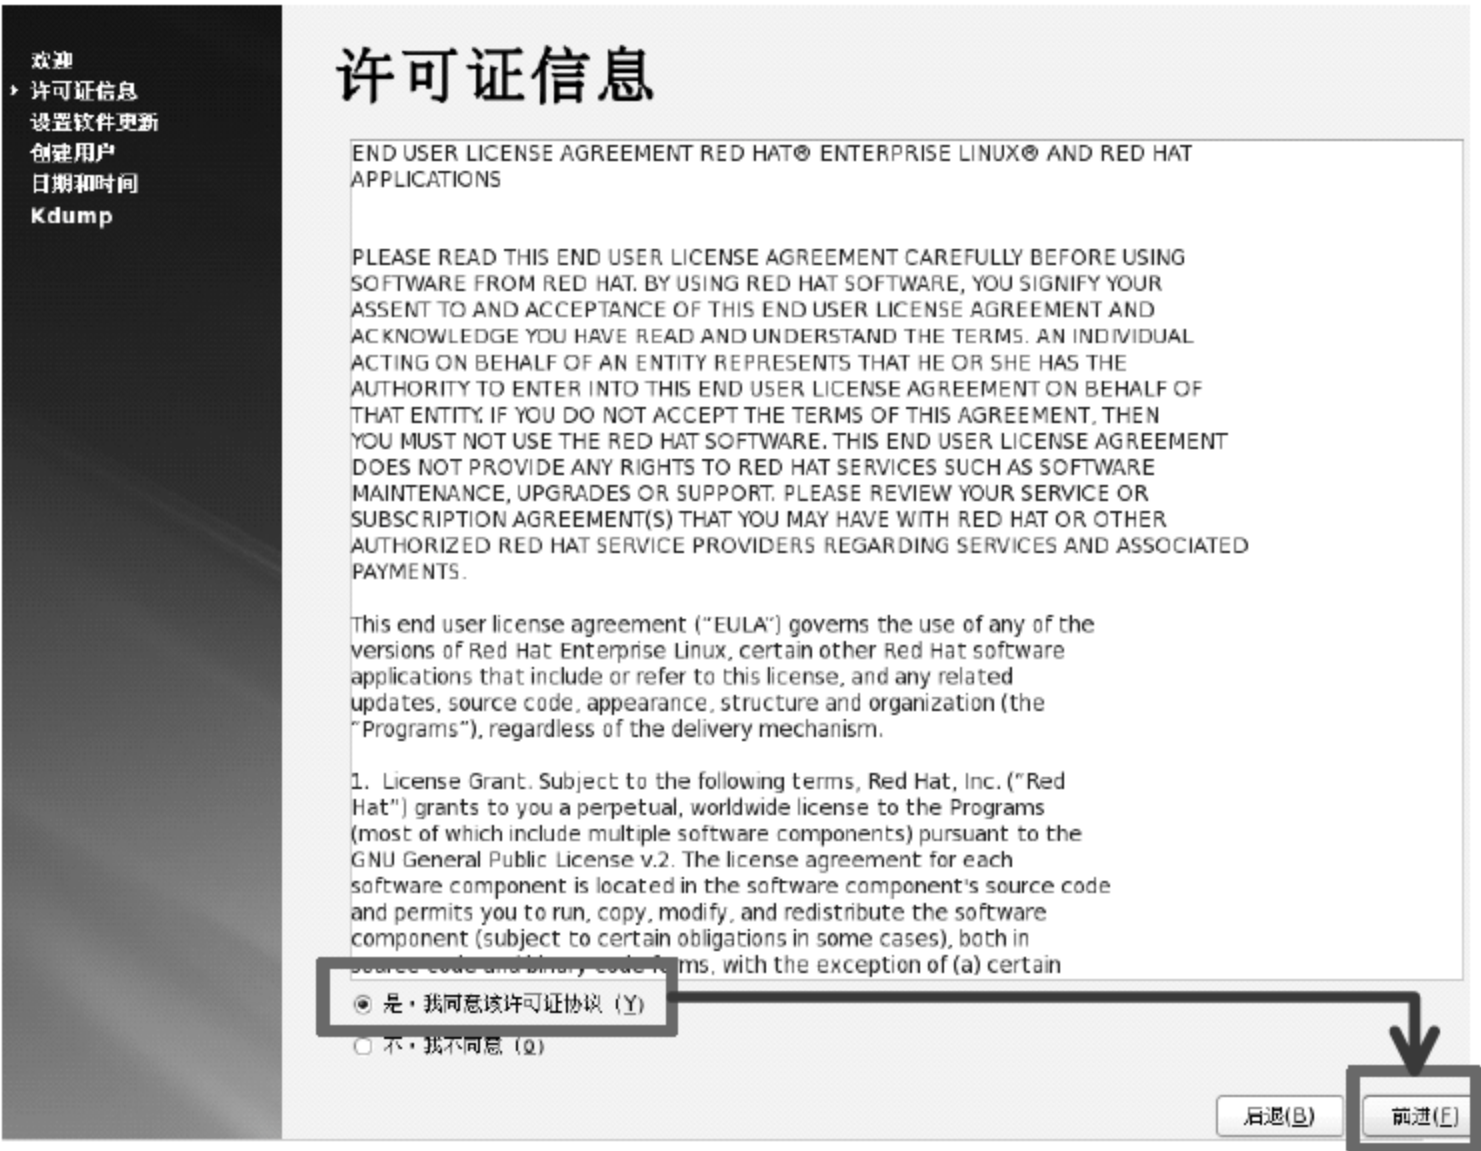 欢迎
许可证信息
设置软件更新
创建用户
日期和时间
Kdump
许可证信息
END USER LICENSE AGREEMENT RED HAT® ENTERPRISE LINUX® AND RED HAT
APPLICATIONS
PLEASE READ THIS END USER LICENSE AGREEMENT CAREFULLY BEFORE USING
SOFTWARE FROM RED HAT. BY USING RED HAT SOFTWARE, YOU SIGNIFY YOUR
ASSENT TO AND ACCEPTANCE OF THIS END USER LICENSE AGREEMENT AND
ACKNOWLEDGE YOU HAVE READ AND UNDERSTAND THE TERMS. AN INDIVIDUAL
ACTING ON BEHALF OF AN ENTITY REPRESENTS THAT HE OR SHE HAS THE
AUTHORITY TO ENTER INTO THIS END USER LICENSE AGREEMENT ON BEHALF OF
THAT ENTITY. IF YOU DO NOT ACCEPT THE TERMS OF THIS AGREEMENT, THEN
YOU MUST NOT USE THE RED HAT SOFTWARE. THIS END USER LICENSE AGREEMENT
DOES NOT PROVIDE ANY RIGHTS TO RED HAT SERVICES SUCH AS SOFTWARE
MAINTENANCE, UPGRADES OR SUPPORT. PLEASE REVIEW YOUR SERVICE OR
SUBSCRIPTION AGREEMENT(S) THAT YOU MAY HAVE WITH RED HAT OR OTHER
AUTHORIZED RED HAT SERVICE PROVIDERS REGARDING SERVICES AND ASSOCIATED
PAYMENTS.
This end user license agreement (“EULA”) governs the use of any of the
versions of Red Hat Enterprise Linux, certain other Red Hat software
applications that include or refer to this license, and any related
updates, source code, appearance, structure and organization (the
“Programs”), regardless of the delivery mechanism.
1. License Grant. Subject to the following terms, Red Hat, Inc. (“Red
Hat”) grants to you a perpetual, worldwide license to the Programs
(most of which include multiple software components) pursuant to the
GNU General Public License v.2. The license agreement for each
software component is located in the software component's source code
and permits you to run, copy, modify, and redistribute the software
component (subject to certain obligations in some cases), both in
source code and binary code forms, with the exception of (a) certain
是，我同意该许可证协议 (Y)
不，我不同意 (O)
后退(B) 前进(F)